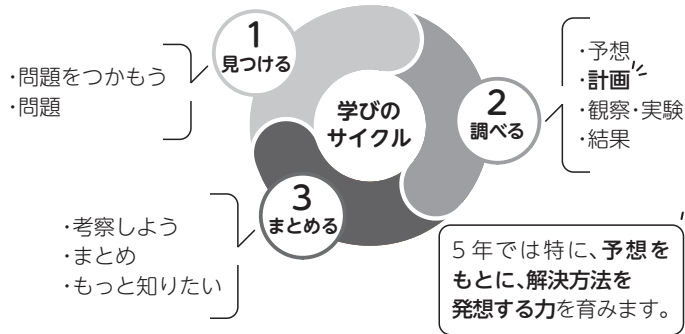 1
見つける
・問題をつかもう
・問題
学びの
サイクル
2
調べる
・予想
・計画
・観察・実験
・結果
3
まとめる
・考察しよう
・まとめ
・もっと知りたい
5年では特に、予想を
もとに、解決方法を
発想する力を育みます。